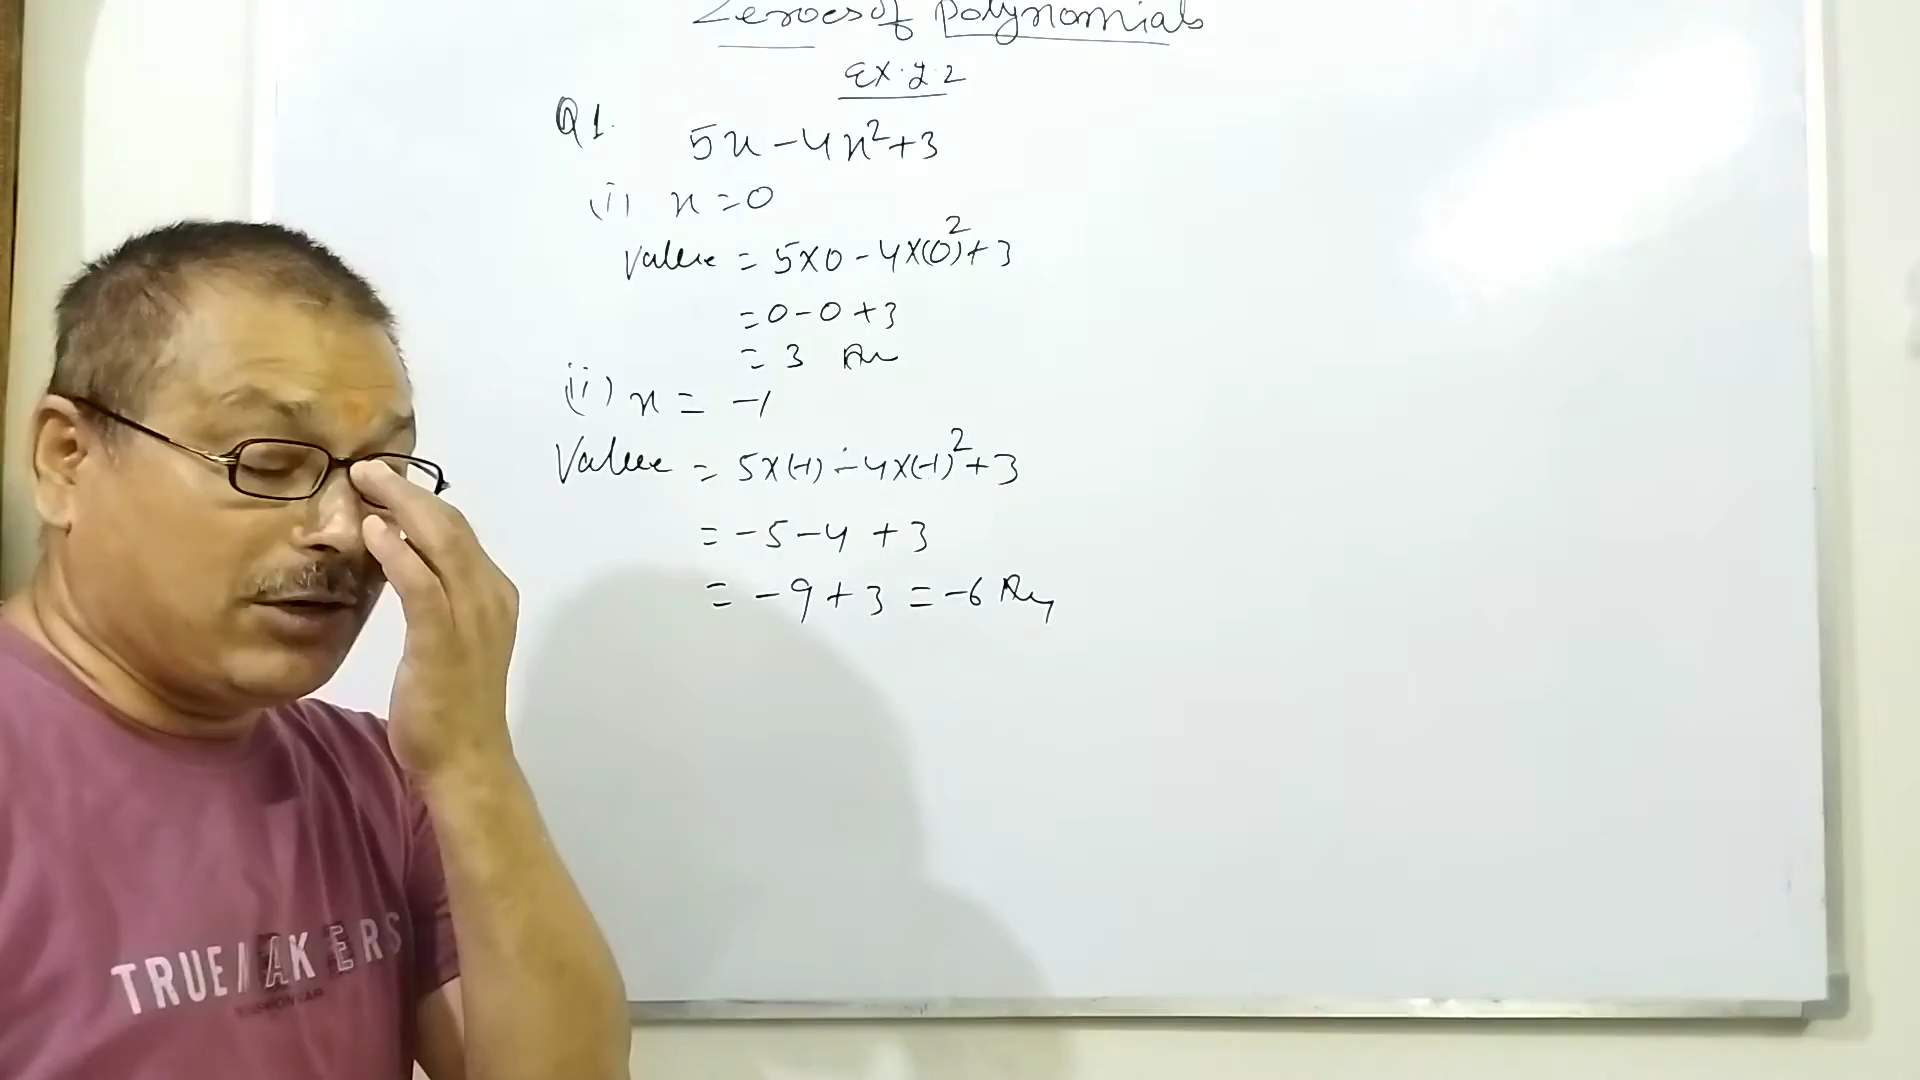 Zeroes of Polynomials
EX.2.2
Q1. 5x-4x²+3
(i) x=0
Value = 5×0-4×(0)²+3
=0-0+3
= 3
(ii) x = -1
Value = 5×(-1)-4×(-1)²+3
= -5-4+3
= -9+3 = -6
TRUEMAKERS